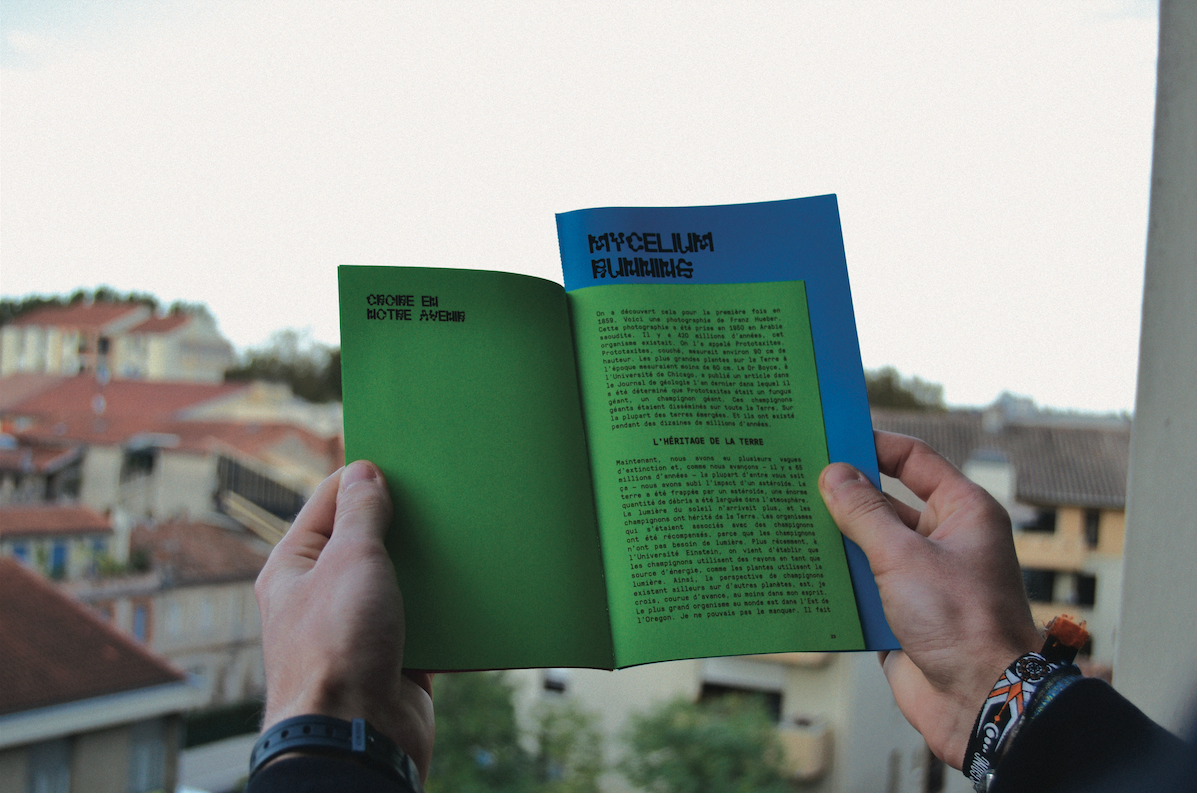 CROIRE EN
NOTRE AVENIR
MYCELIUM
RUNNING
On a découvert cela pour la première fois en
1859. Voici une photographie de Franz Hueber.
Cette photographie a été prise en 1950 en Arabie
saoudite. Il y a 420 millions d'années, cet
organisme existait. On l'a appelé Prototaxites.
Prototaxites, couché, mesurait environ 90 cm de
hauteur. Les plus grandes plantes sur la Terre à
l'époque mesuraient moins de 60 cm. Le Dr Boyce, à
l'Université de Chicago, a publié un article dans
le Journal de géologie l'an dernier dans lequel il
a été déterminé que Prototaxites était un fungus
géant, un champignon géant. Ces champignons
géants étaient disséminés sur toute la Terre. Sur
la plupart des terres émergées. Et ils ont existé
pendant des dizaines de millions d'années.
L'HÉRITAGE DE LA TERRE
Maintenant, nous avons eu plusieurs vagues
d'extinction et, comme nous avançons – il y a 65
millions d'années – la plupart d'entre vous sait
ça – nous avons subi l'impact d'un astéroïde. La
terre a été frappée par un astéroïde, une énorme
quantité de débris a été larguée dans l'atmosphère.
La lumière du soleil n'arrivait plus, et les
champignons ont hérité de la Terre. Les organismes
qui s'étaient associés avec des champignons
ont été récompensés, parce que les champignons
n'ont pas besoin de lumière. Plus récemment, à
l'Université Einstein, on vient d'établir que
les champignons utilisent des rayons en tant que
source d'énergie, comme les plantes utilisent la
lumière. Ainsi, la perspective de champignons
existant ailleurs sur d'autres planètes, est, je
crois, courue d'avance, au moins dans mon esprit.
Le plus grand organisme au monde est dans l'Est de
l'Oregon. Je ne pouvais pas le manquer. Il fait